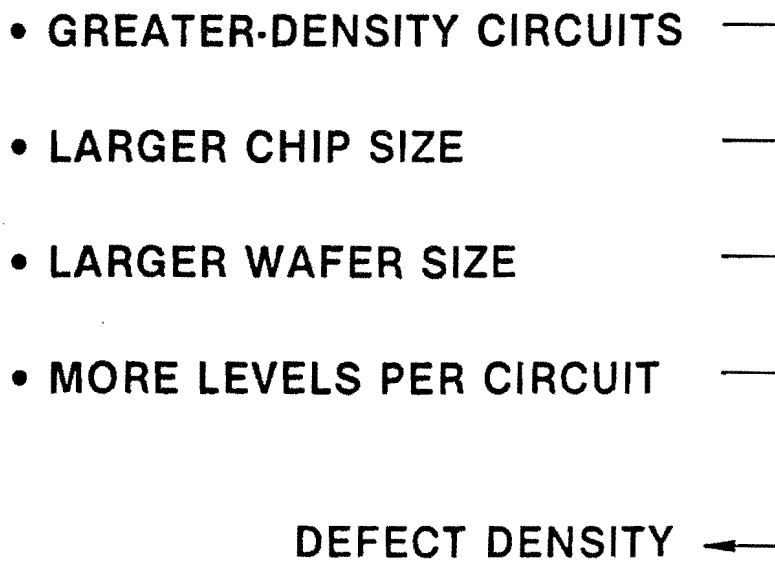 • GREATER-DENSITY CIRCUITS
• LARGER CHIP SIZE
• LARGER WAFER SIZE
• MORE LEVELS PER CIRCUIT
DEFECT DENSITY